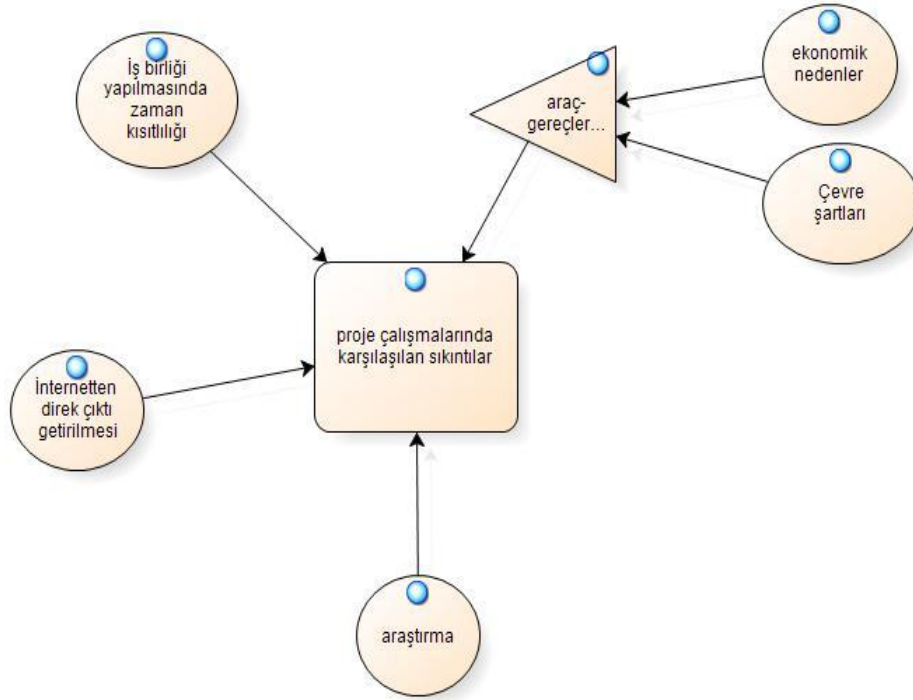 İş birliği
yapılmasında
zaman
kısıtlılığı
araç-
gereçler...
ekonomik
nedenler
Çevre
şartları
proje çalışmalarında
karşılaşılan sıkıntılar
İnternetten
direk çıktı
getirilmesi
araştırma